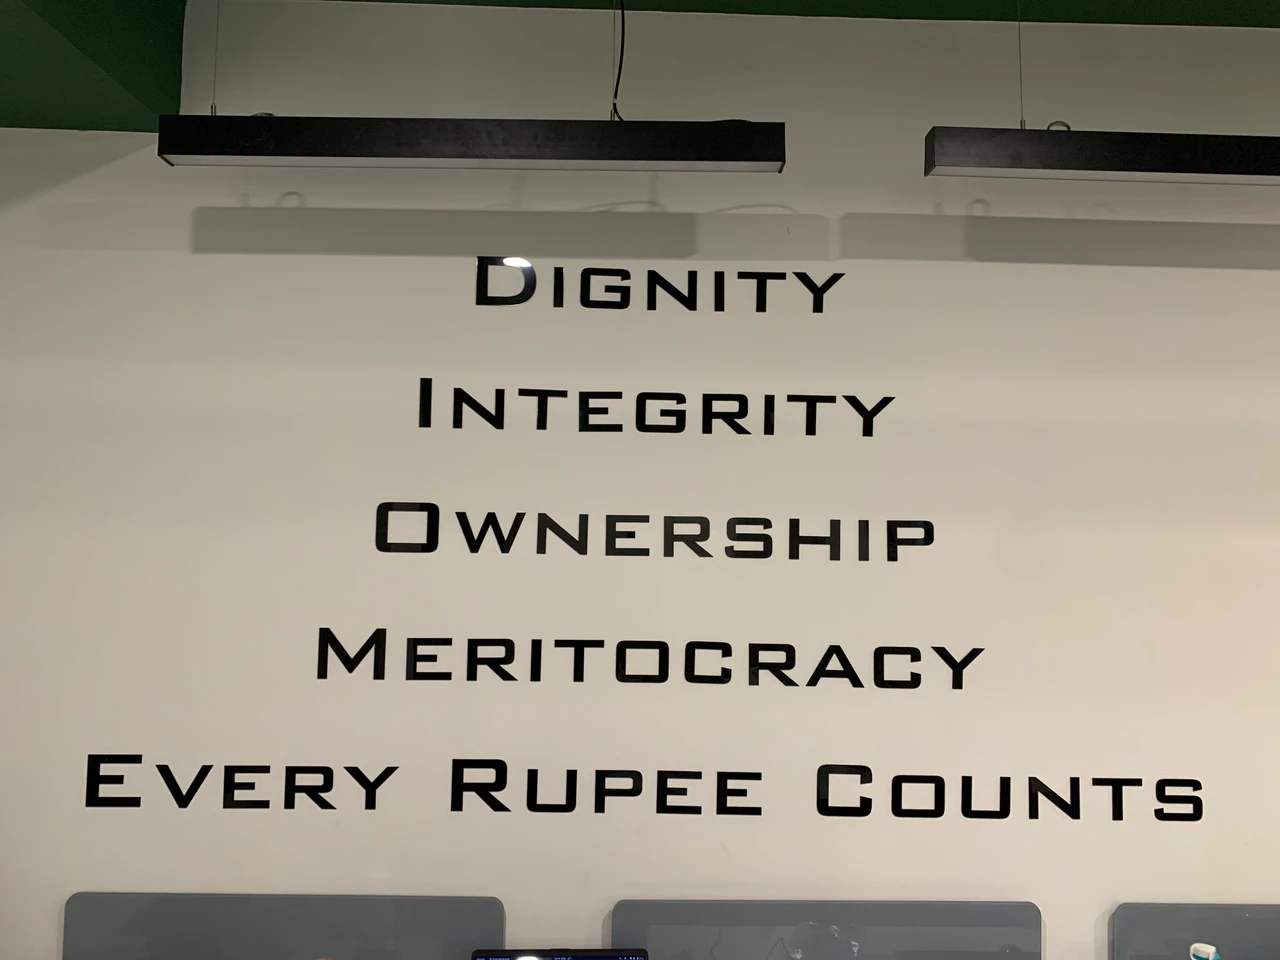 DIGNITY
INTEGRITY
OWNERSHIP
MERITOCRACY
EVERY RUPEE COUNTS